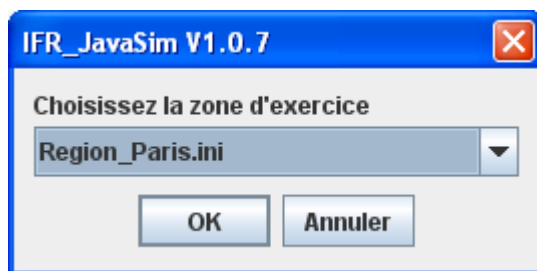 IFR_JavaSim V1.0.7
Choisissez la zone d'exercice
Region_Paris.ini
OK Annuler